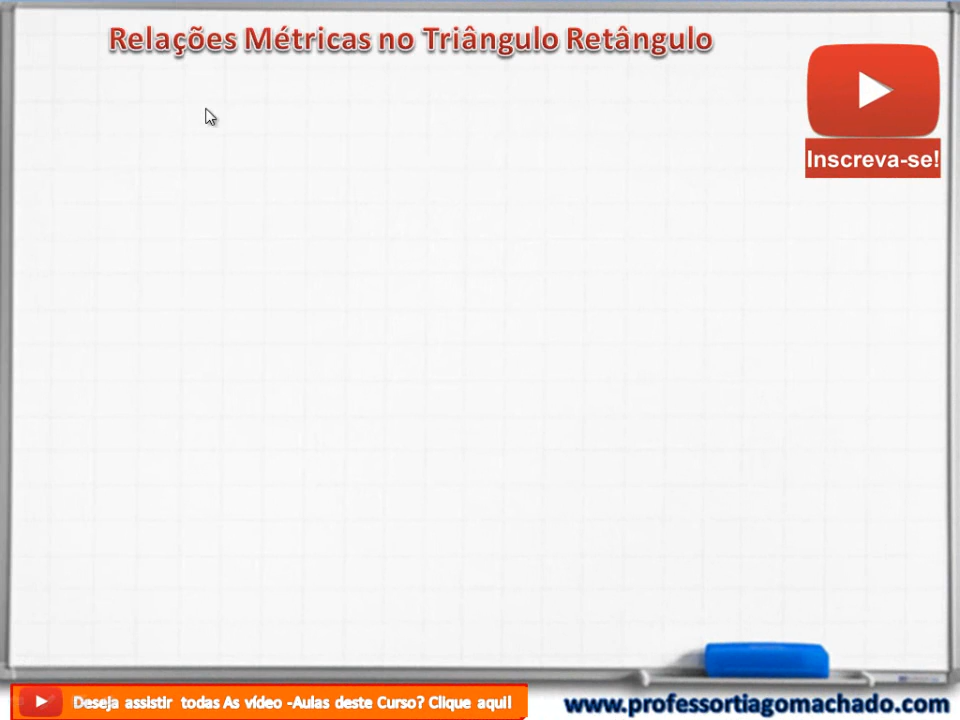 Relações Métricas no Triângulo Retângulo
Inscreva-se!
Deseja assistir todas As vídeo -Aulas deste Curso? Clique aqui!
www.professortiagomachado.com